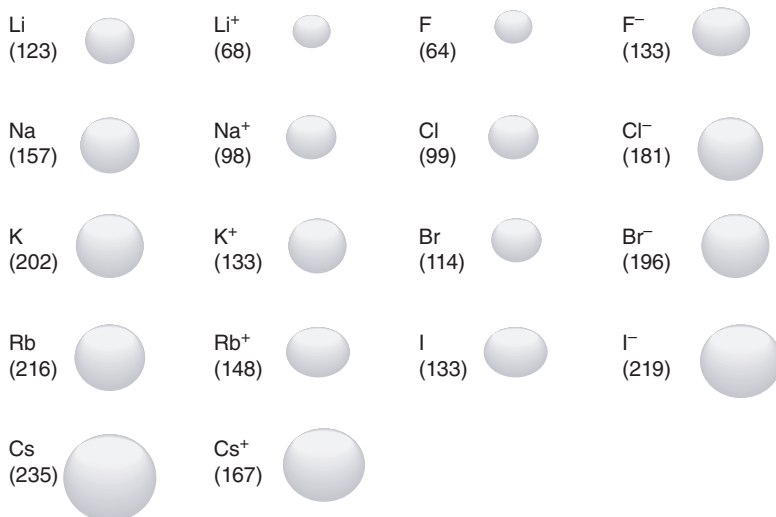 Li
(123)
Li⁺
(68)
F
(64)
F⁻
(133)
Na
(157)
Na⁺
(98)
Cl
(99)
Cl⁻
(181)
K
(202)
K⁺
(133)
Br
(114)
Br⁻
(196)
Rb
(216)
Rb⁺
(148)
I
(133)
I⁻
(219)
Cs
(235)
Cs⁺
(167)